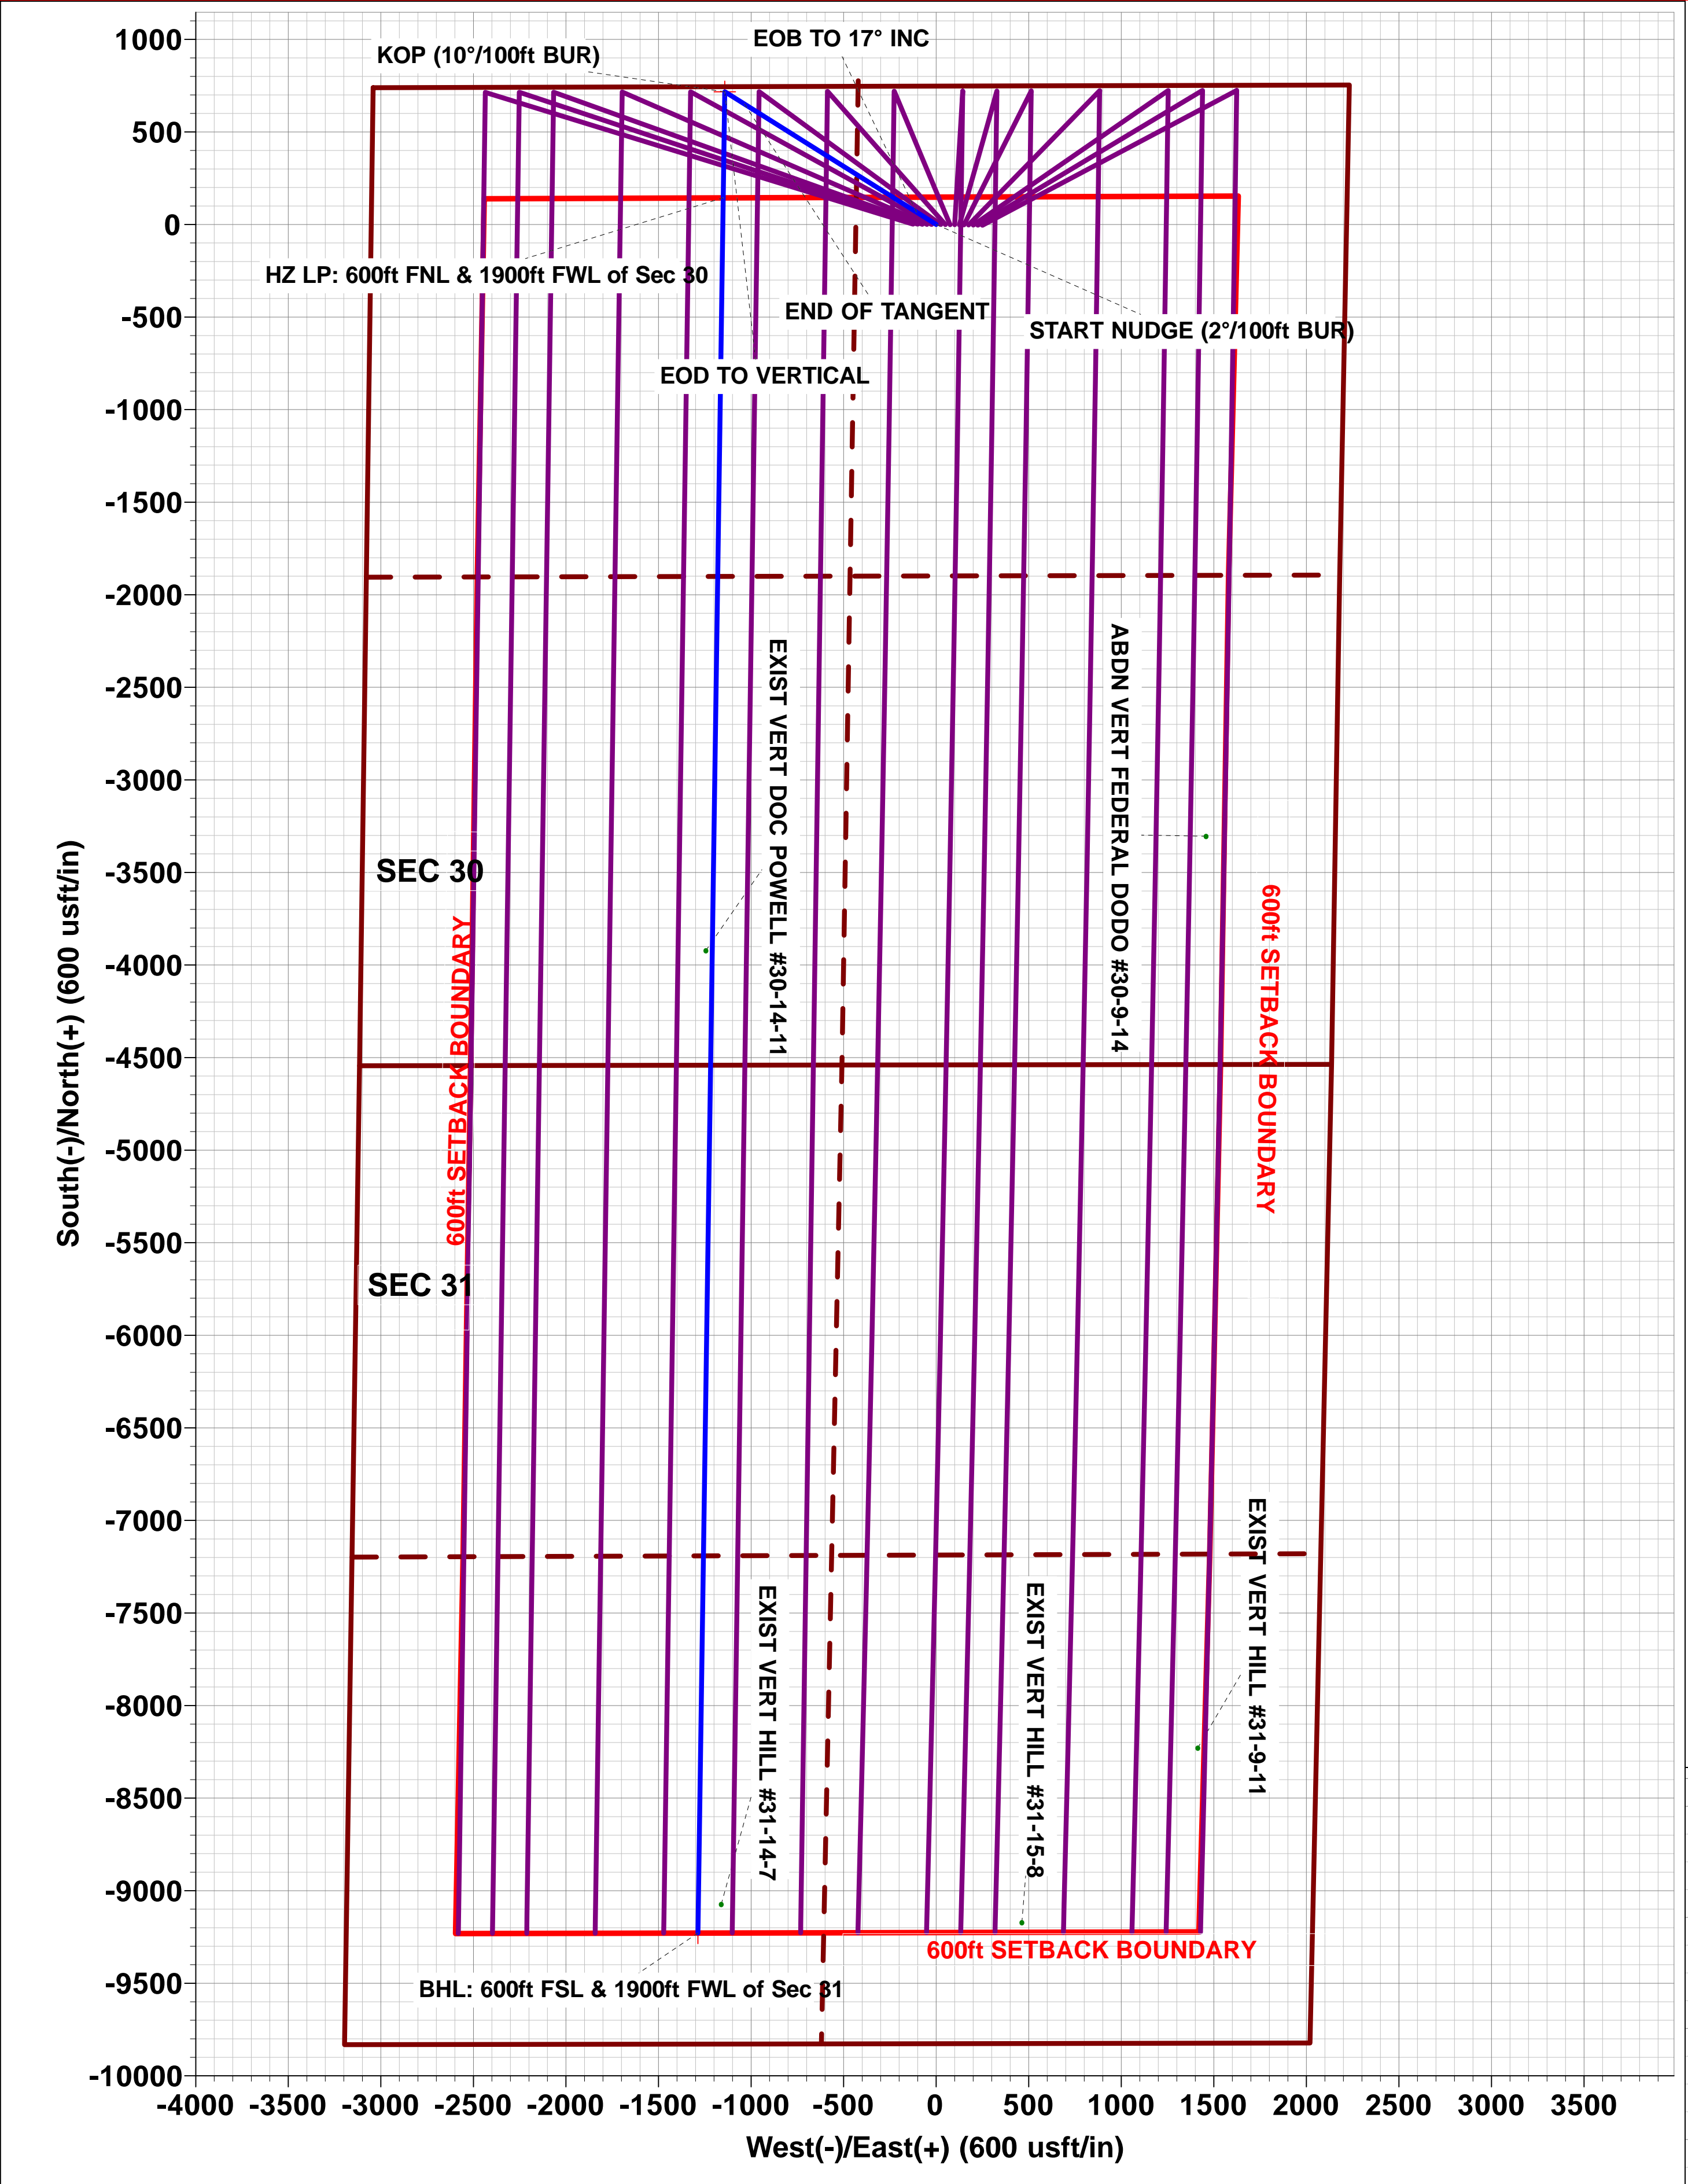 1000
500
0
-500
-1000
-1500
-2000
-2500
-3000
-3500
-4000
-4500
-5000
-5500
-6000
-6500
-7000
-7500
-8000
-8500
-9000
-9500
-10000
South(-)/North(+) (600 usft/in)
KOP (10°/100ft BUR)
EOB TO 17° INC
HZ LP: 600ft FNL & 1900ft FWL of Sec 30
END OF TANGENT
START NUDGE (2°/100ft BUR)
EOD TO VERTICAL
EXIST VERT DOC POWELL #30-14-11
ABDN VERT FEDERAL DODO #30-9-14
SEC 30
600ft SETBACK BOUNDARY
600ft SETBACK BOUNDARY
SEC 31
EXIST VERT HILL #31-9-11
EXIST VERT HILL #31-14-7
EXIST VERT HILL #31-15-8
600ft SETBACK BOUNDARY
BHL: 600ft FSL & 1900ft FWL of Sec 31
-4000 -3500 -3000 -2500 -2000 -1500 -1000 -500 0 500 1000 1500 2000 2500 3000 3500
West(-)/East(+) (600 usft/in)